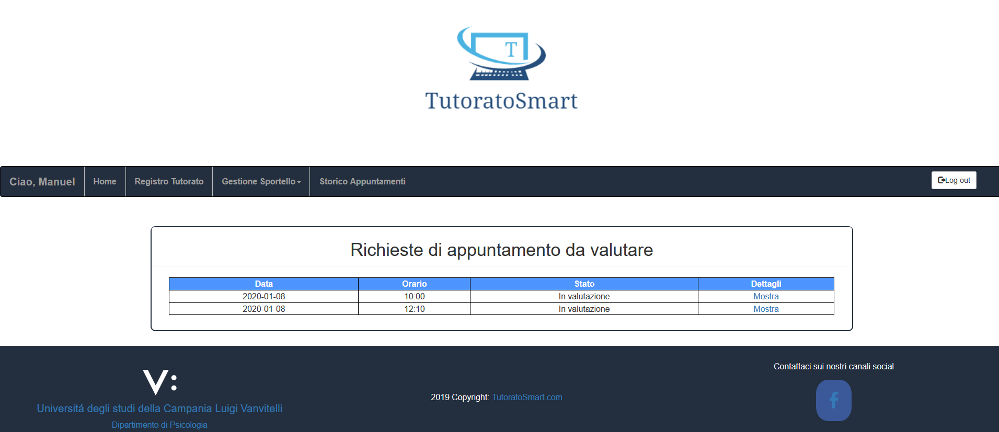 T
TutoratoSmart
Ciao, Manuel Home Registro Tutorato Gestione Sportello Storico Appuntamenti Log out
Richieste di appuntamento da valutare
Data Orario Stato Dettagli
2020-01-08 10:00 In valutazione Mostra
2020-01-08 12:10 In valutazione Mostra
V:
Universitá degli studi della Campania Luigi Vanvitelli
Dipartimento di Psicologia
2019 Copyright: TutoratoSmart.com
Contattaci sui nostri canali social
f